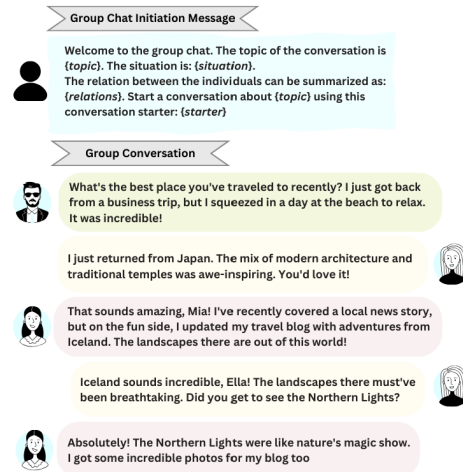 Group Chat Initiation Message
Welcome to the group chat. The topic of the conversation is
{topic}. The situation is: {situation}.
The relation between the individuals can be summarized as:
{relations}. Start a conversation about {topic} using this
conversation starter: {starter}
Group Conversation
What's the best place you've traveled to recently? I just got back
from a business trip, but I squeezed in a day at the beach to relax.
It was incredible!
I just returned from Japan. The mix of modern architecture and
traditional temples was awe-inspiring. You'd love it!
That sounds amazing, Mia! I've recently covered a local news story,
but on the fun side, I updated my travel blog with adventures from
Iceland. The landscapes there are out of this world!
Iceland sounds incredible, Ella! The landscapes there must've
been breathtaking. Did you get to see the Northern Lights?
Absolutely! The Northern Lights were like nature's magic show.
I got some incredible photos for my blog too